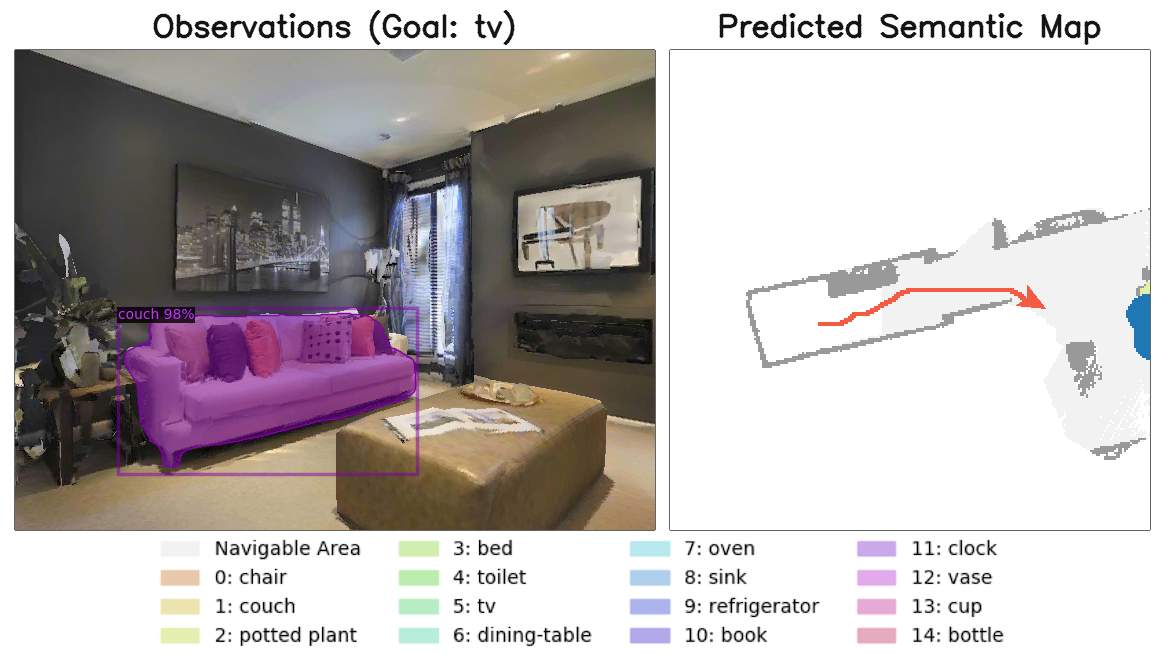 Observations (Goal: tv)
Predicted Semantic Map
couch 98%
Navigable Area
0: chair
1: couch
2: potted plant
3: bed
4: toilet
5: tv
6: dining-table
7: oven
8: sink
9: refrigerator
10: book
11: clock
12: vase
13: cup
14: bottle